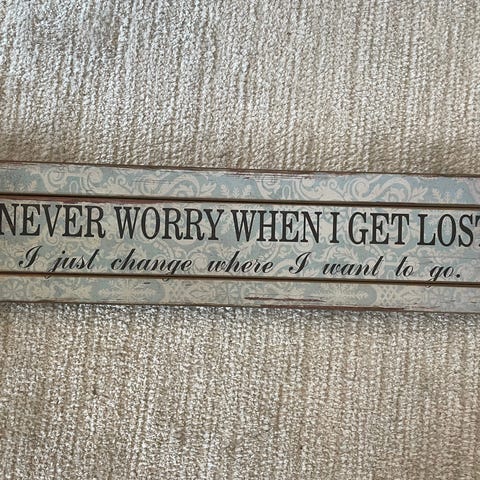 NEVER WORRY WHEN I GET LOST
I just change where I want to go.